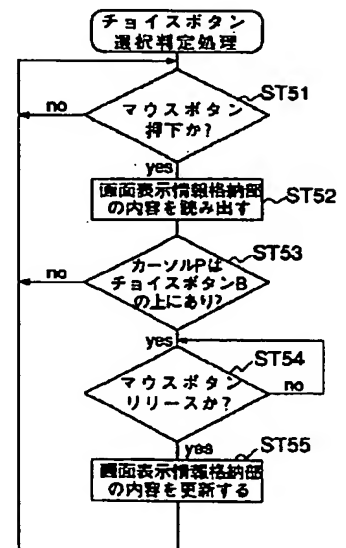 チョイスボタン
選択判定処理
ST51
no
マウスボタン
押下か?
yes
画面表示情報格納部
の内容を読み出す
ST52
ST53
no
カーソルPは
チョイスボタンB
の上にあり?
yes
ST54
マウスボタン
リリースか?
no
yes
ST55
画面表示情報格納部
の内容を更新する